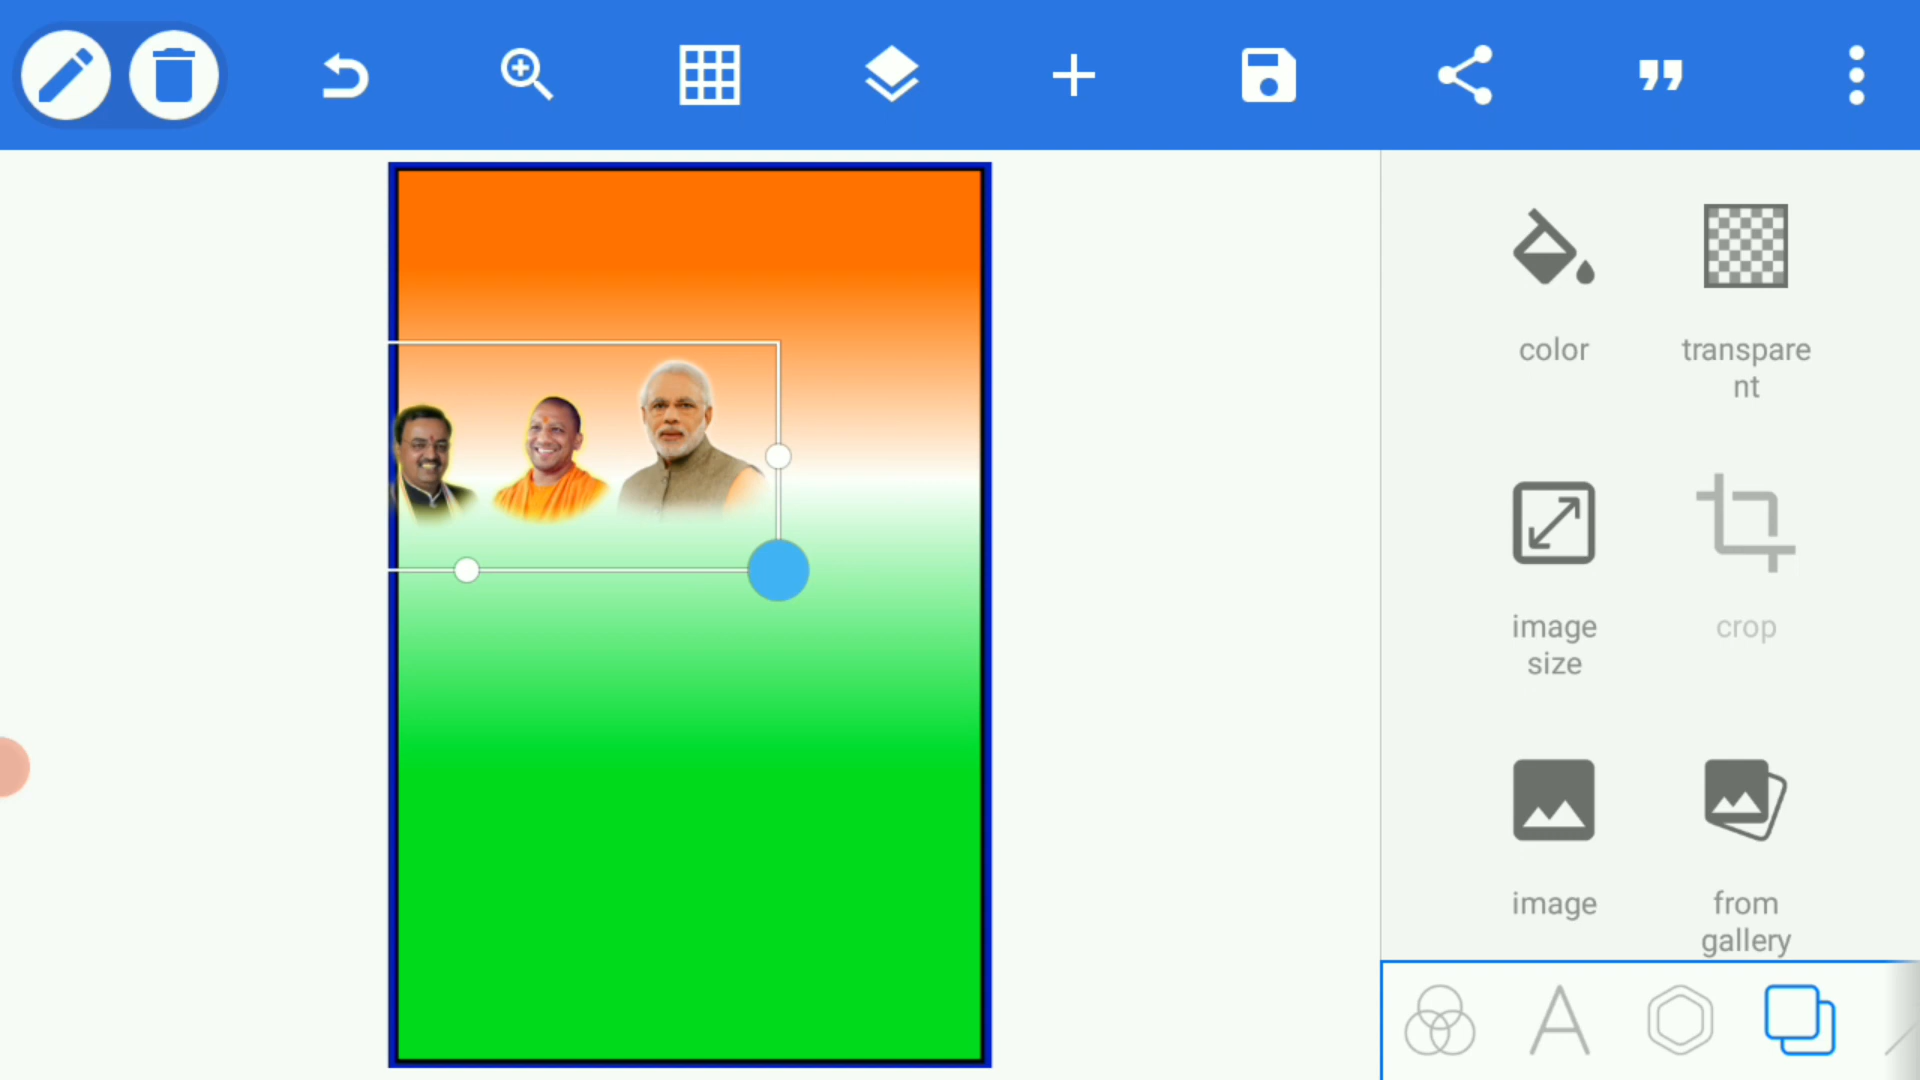 color
transpare
nt
image
size
crop
image
from
gallery